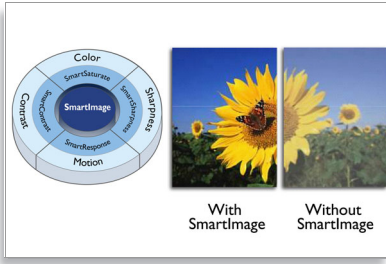 Color
SmartSaturate
Contrast
SmartContrast
SmartImage
SmartSharpness
Sharpness
SmartResponse
Motion
With
SmartImage
Without
SmartImage